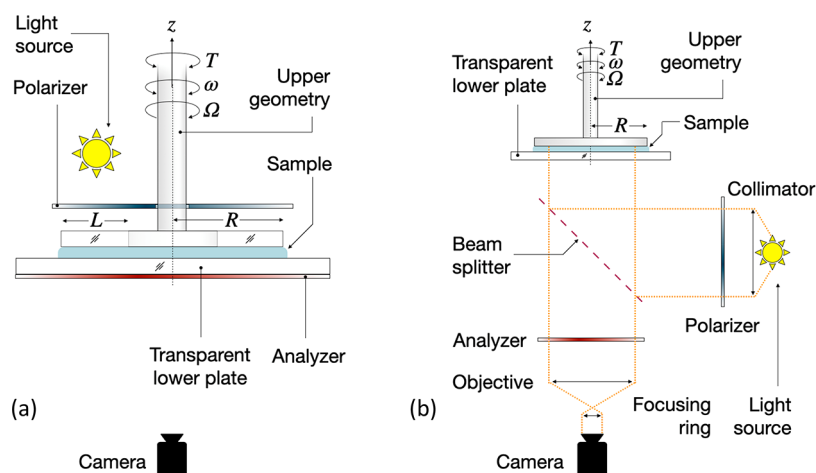 Light
source
Polarizer
z
T
ω
Ω
Upper
geometry
Sample
L
R
Transparent
lower plate
Analyzer
(a)
Camera
z
T
ω
Ω
Transparent
lower plate
Upper
geometry
R
Sample
Collimator
Beam
splitter
Polarizer
Analyzer
Objective
Focusing
ring
Light
source
(b)
Camera